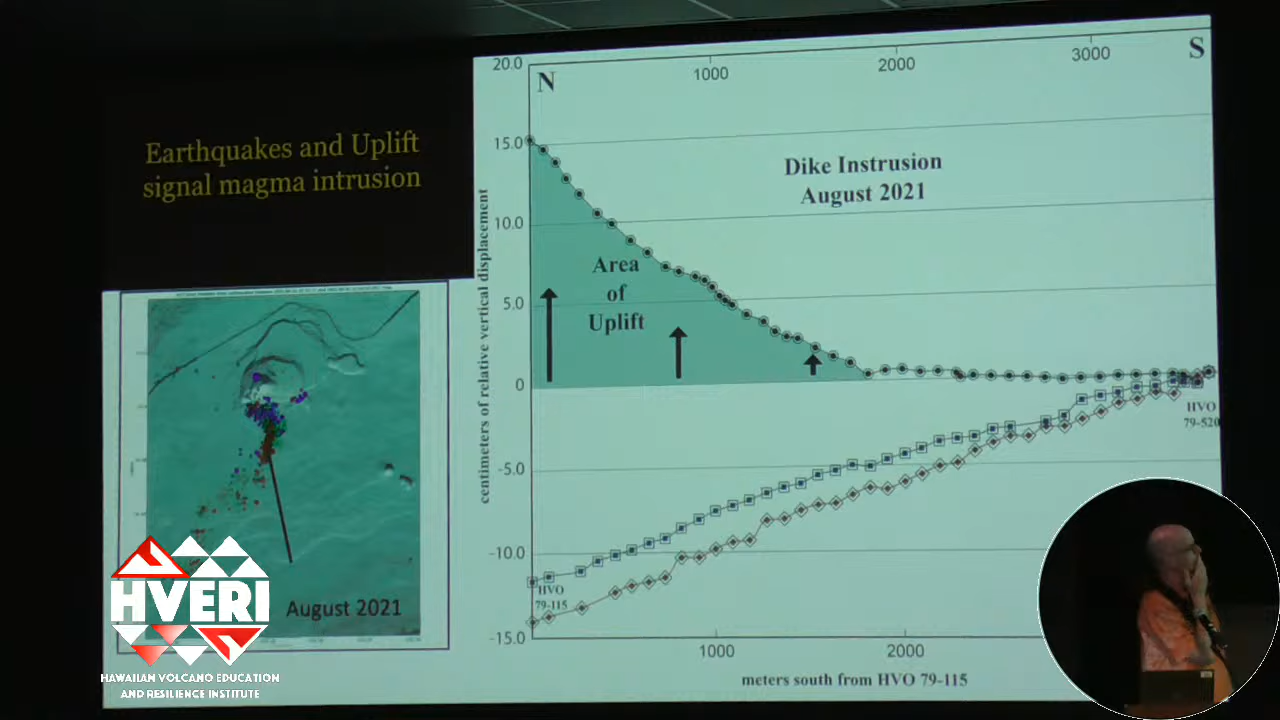 Earthquakes and Uplift
signal magma intrusion
N
S
1000
2000
3000
20.0
15.0
10.0
5.0
0
-5.0
-10.0
-15.0
centimeters of relative vertical displacement
Dike Instrusion
August 2021
Area
of
Uplift
HVO
79-520
HVO
79-115
1000
2000
meters south from HVO 79-115
August 2021
HVERI
HAWAIIAN VOLCANO EDUCATION
AND RESILIENCE INSTITUTE